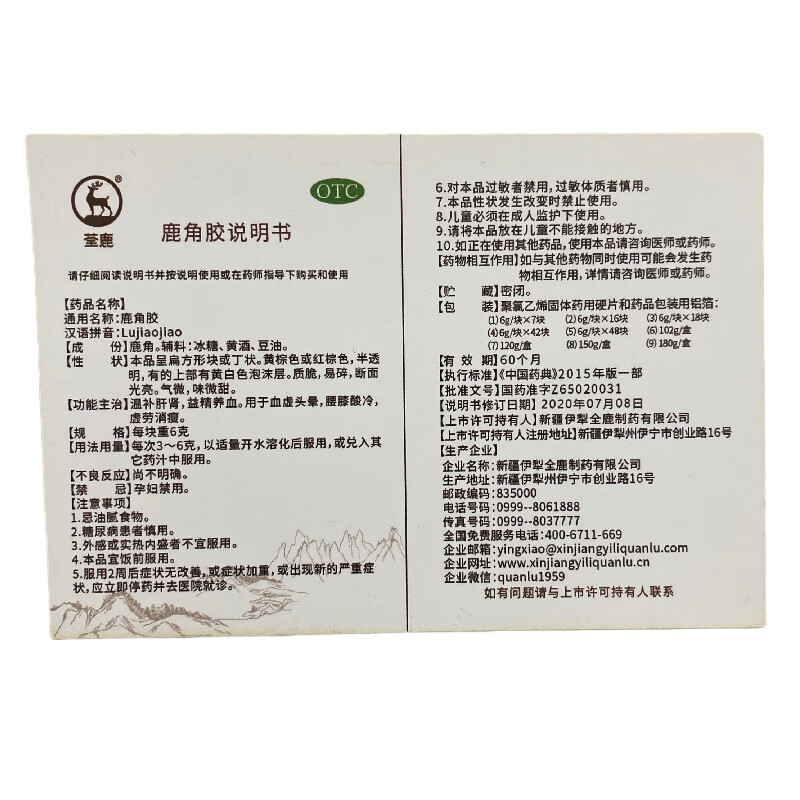 ®
荃鹿
OTC
鹿角胶说明书
请仔细阅读说明书并按说明使用或在药师指导下购买和使用
【药品名称】
通用名称:鹿角胶
汉语拼音:Lujiaojiao
【成 份】鹿角。辅料:冰糖、黄酒、豆油。
【性 状】本品呈扁方形块或丁状。黄棕色或红棕色，半透
明，有的上部有黄白色泡沫层。质脆，易碎，断面
光亮。气微，味微甜。
【功能主治】温补肝肾，益精养血。用于血虚头晕，腰膝酸冷，
虚劳消瘦。
【规 格】每块重6克
【用法用量】每次3～6克，以适量开水溶化后服用，或兑入其
它药汁中服用。
【不良反应】尚不明确。
【禁 忌】孕妇禁用。
【注意事项】
1.忌油腻食物。
2.糖尿病患者慎用。
3.外感或实热内盛者不宜服用。
4.本品宜饭前服用。
5.服用2周后症状无改善，或症状加重，或出现新的严重症
状，应立即停药并去医院就诊。
6.对本品过敏者禁用，过敏体质者慎用。
7.本品性状发生改变时禁止使用。
8.儿童必须在成人监护下使用。
9.请将本品放在儿童不能接触的地方。
10.如正在使用其他药品，使用本品请咨询医师或药师。
【药物相互作用】如与其他药物同时使用可能会发生药
物相互作用，详情请咨询医师或药师。
【贮 藏】密闭。
【包 装】聚氯乙烯固体药用硬片和药品包装用铝箔:
(1)6g/块×7块 (2)6g/块×16块 (3)6g/块×18块
(4)6g/块×42块 (5)6g/块×48块 (6)102g/盒
(7)120g/盒 (8)150g/盒 (9)180g/盒
【有 效 期】60个月
【执行标准】《中国药典》2015年版一部
【批准文号】国药准字Z65020031
【说明书修订日期】2020年07月08日
【上市许可持有人】新疆伊犁全鹿制药有限公司
【上市许可持有人注册地址】新疆伊犁州伊宁市创业路16号
【生产企业】
企业名称:新疆伊犁全鹿制药有限公司
生产地址:新疆伊犁州伊宁市创业路16号
邮政编码:835000
电话号码:0999--8061888
传真号码:0999--8037777
全国免费服务电话:400-6711-669
企业邮箱:yingxiao@xinjiangyiliquanlu.com
企业网址:www.xinjiangyiliquanlu.cn
企业微信:quanlu1959
如有问题请与上市许可持有人联系